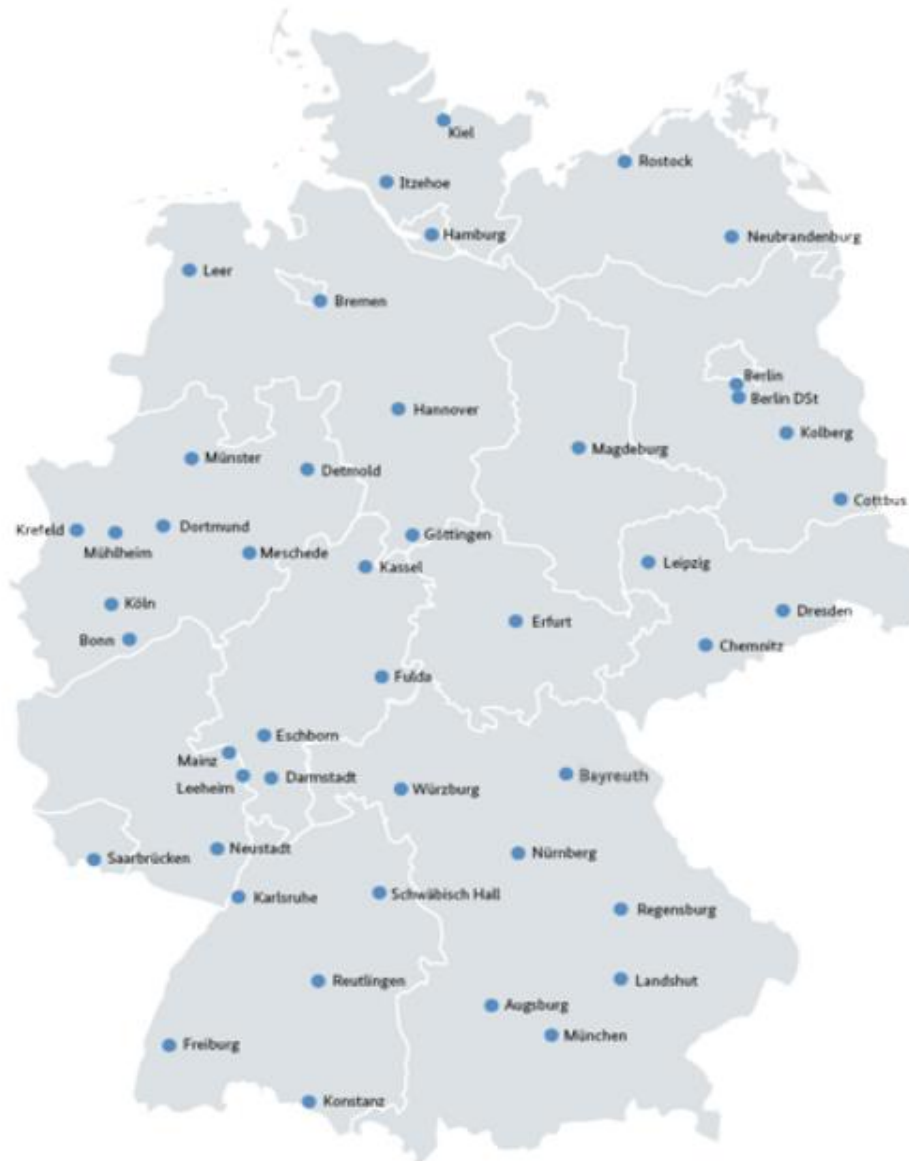 Kiel
Rostock
Itzehoe
Hamburg
Neubrandenburg
Leer
Bremen
Berlin
Berlin DSt
Hannover
Kolberg
Magdeburg
Münster
Detmold
Cottbus
Krefeld
Dortmund
Mühlheim
Göttingen
Meschede
Kassel
Leipzig
Köln
Dresden
Erfurt
Bonn
Chemnitz
Fulda
Eschborn
Mainz
Darmstadt
Bayreuth
Leeheim
Würzburg
Neustadt
Nürnberg
Saarbrücken
Schwäbisch Hall
Karlsruhe
Regensburg
Reutlingen
Landshut
Augsburg
München
Freiburg
Konstanz